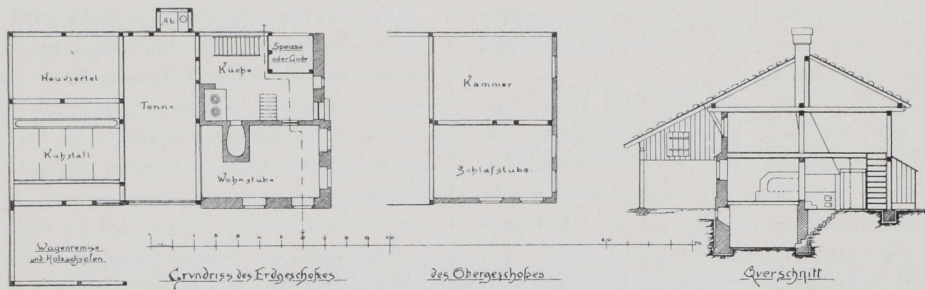 Ab.
Heuviertel
Küche
Speise
oder Gade
Tenne
Kuhstall
Wohnstube
Wagenremise
und Holzschopfen
Kammer
Schlafstube.
Grundriss des Erdgeschoßes
des Obergeschoßes
Querschnitt